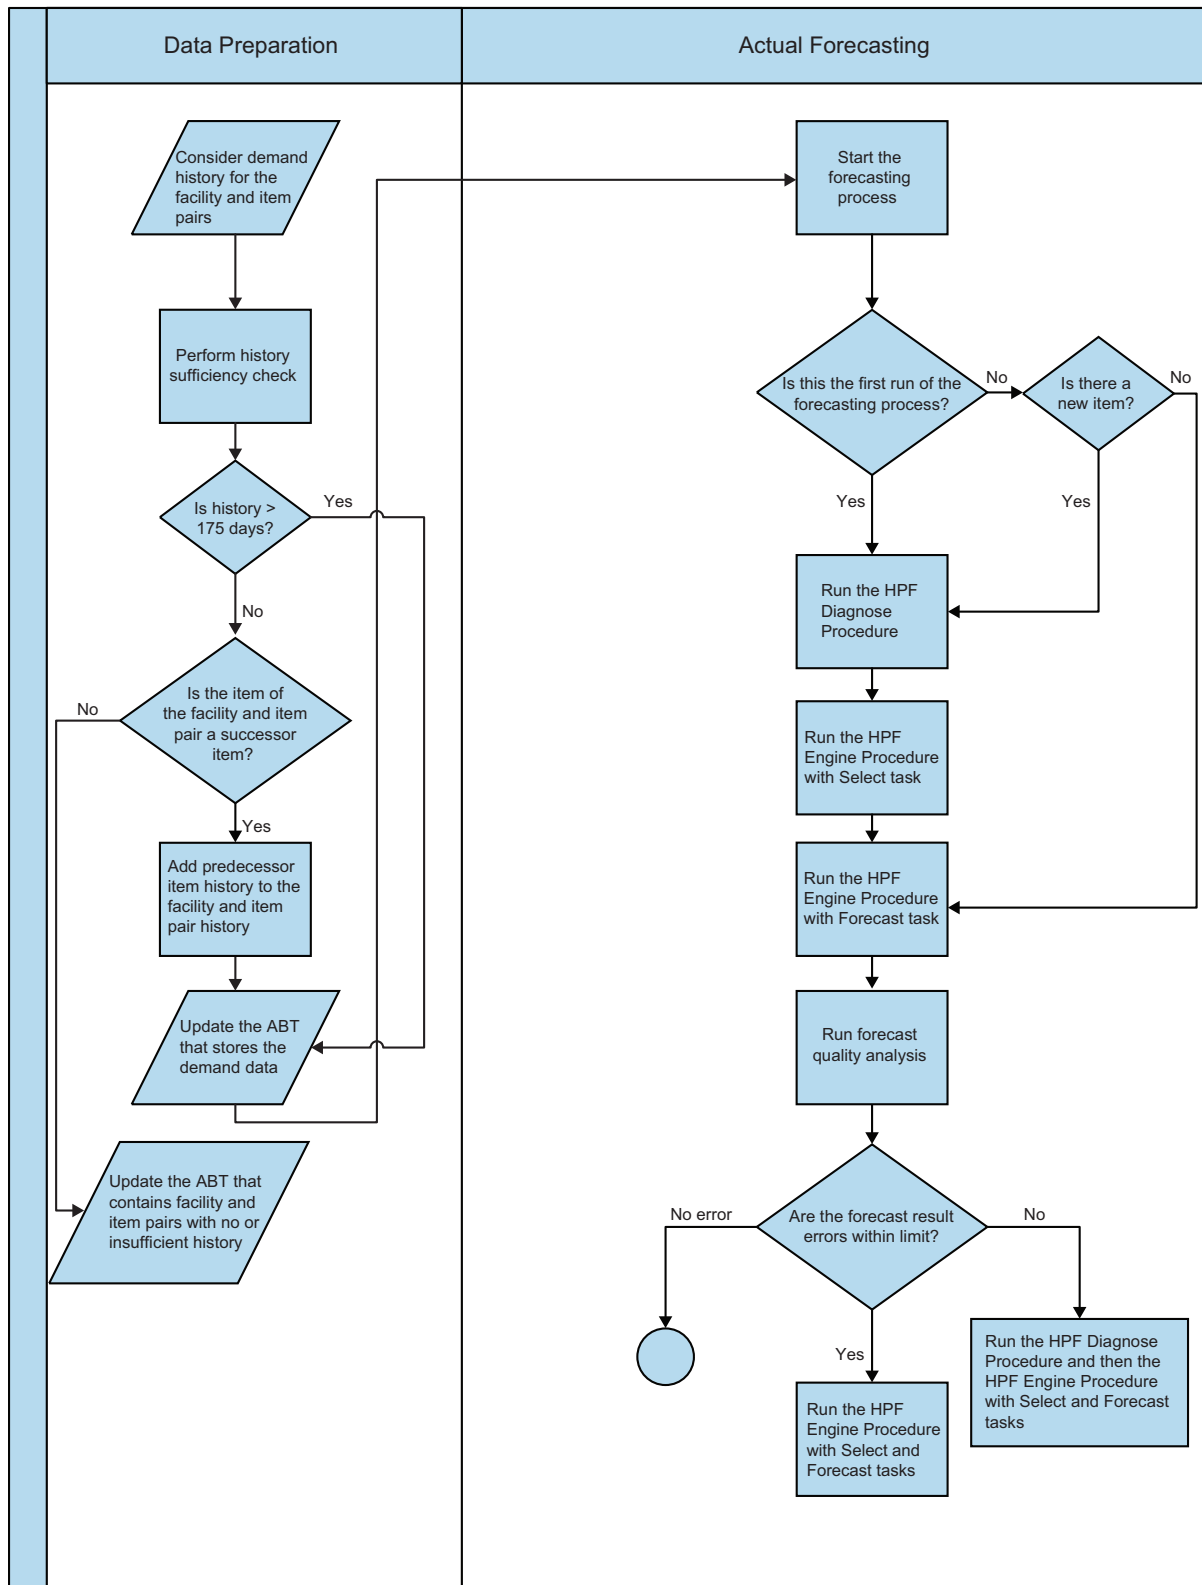 Data Preparation
Actual Forecasting
Consider demand
history for the
facility and item
pairs
Perform history
sufficiency check
Is history >
175 days?
Yes
No
Is the item of
the facility and item
pair a successor
item?
No
Yes
Add predecessor
item history to the
facility and item
pair history
Update the ABT
that stores the
demand data
Update the ABT that
contains facility and
item pairs with no or
insufficient history
Start the
forecasting
process
Is this the first run of the
forecasting process?
No
Is there a
new item?
No
Yes
Yes
Run the HPF
Diagnose
Procedure
Run the HPF
Engine Procedure
with Select task
Run the HPF
Engine Procedure
with Forecast task
Run forecast
quality analysis
Are the forecast result
errors within limit?
No error
No
Yes
Run the HPF
Engine Procedure
with Select and
Forecast tasks
Run the HPF Diagnose
Procedure and then the
HPF Engine Procedure
with Select and Forecast
tasks